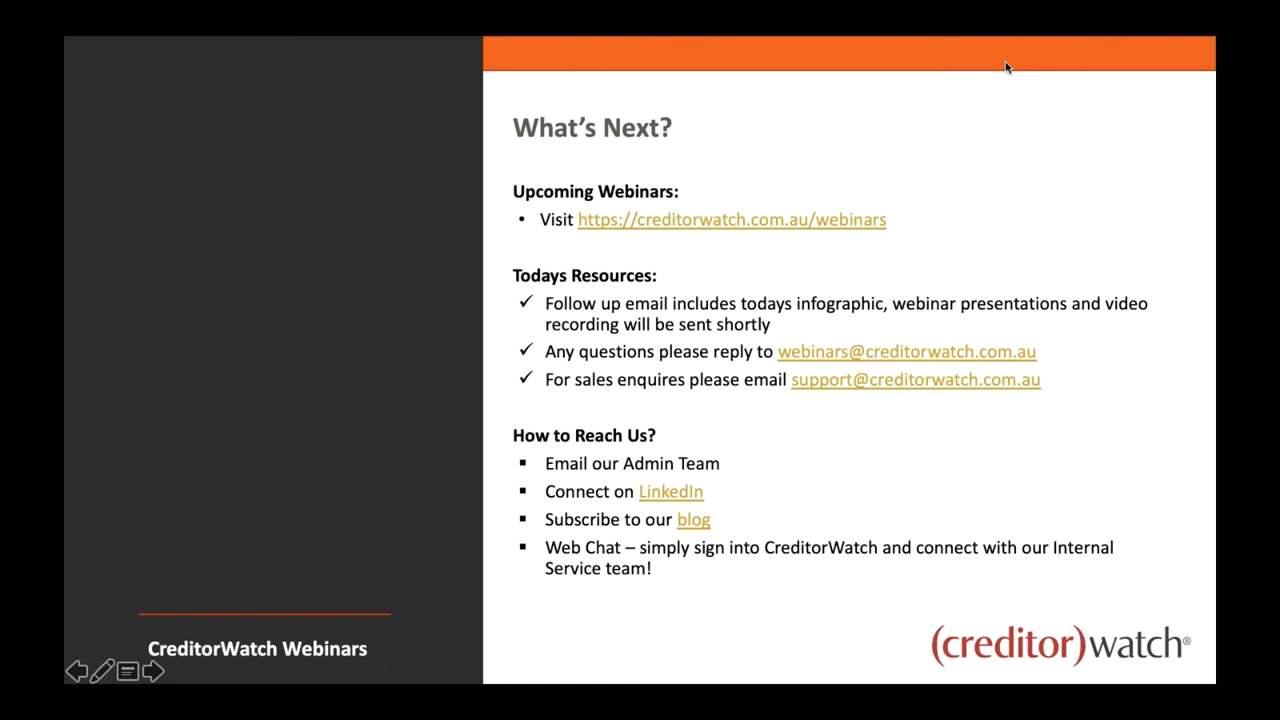 What's Next?
Upcoming Webinars:
• Visit https://creditorwatch.com.au/webinars
Todays Resources:
✓ Follow up email includes todays infographic, webinar presentations and video
recording will be sent shortly
✓ Any questions please reply to webinars@creditorwatch.com.au
✓ For sales enquires please email support@creditorwatch.com.au
How to Reach Us?
▪ Email our Admin Team
▪ Connect on LinkedIn
▪ Subscribe to our blog
▪ Web Chat – simply sign into CreditorWatch and connect with our Internal
Service team!
CreditorWatch Webinars
(creditor)watch®